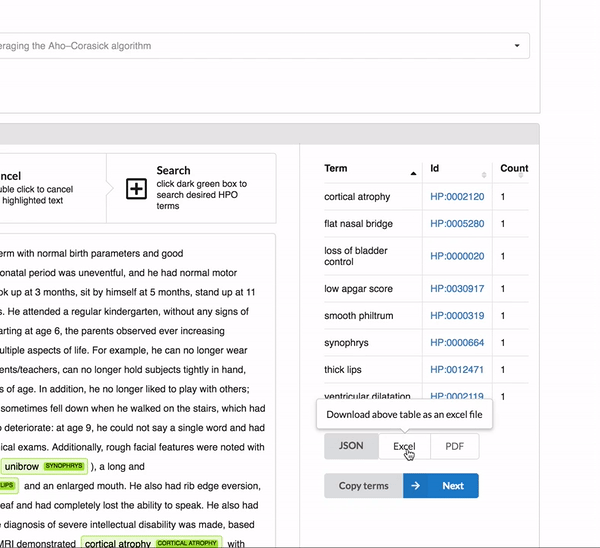 eraging the Aho–Corasick algorithm
ncel
uble click to cancel
highlighted text
Search
click dark green box to
search desired HPO
terms
erm with normal birth parameters and good
onatal period was uneventful, and he had normal motor
ok up at 3 months, sit by himself at 5 months, stand up at 11
s. He attended a regular kindergarten, without any signs of
arting at age 6, the parents observed ever increasing
ultiple aspects of life. For example, he can no longer wear
ents/teachers, can no longer hold subjects tightly in hand,
s of age. In addition, he no longer liked to play with others;
sometimes fell down when he walked on the stairs, which had
o deteriorate: at age 9, he could not say a single word and had
ical exams. Additionally, rough facial features were noted with
unibrow SYNOPHRYS ), a long and
LIPS and an enlarged mouth. He also had rib edge eversion,
eaf and had completely lost the ability to speak. He also had
e diagnosis of severe intellectual disability was made, based
MRI demonstrated cortical atrophy CORTICAL ATROPHY with
Term Id Count
cortical atrophy HP:0002120 1
flat nasal bridge HP:0005280 1
loss of bladder
control HP:0000020 1
low apgar score HP:0030917 1
smooth philtrum HP:0000319 1
synophrys HP:0000664 1
thick lips HP:0012471 1
ventricular dilatation HP:0002119 1
Download above table as an excel file
JSON Excel PDF
Copy terms Next